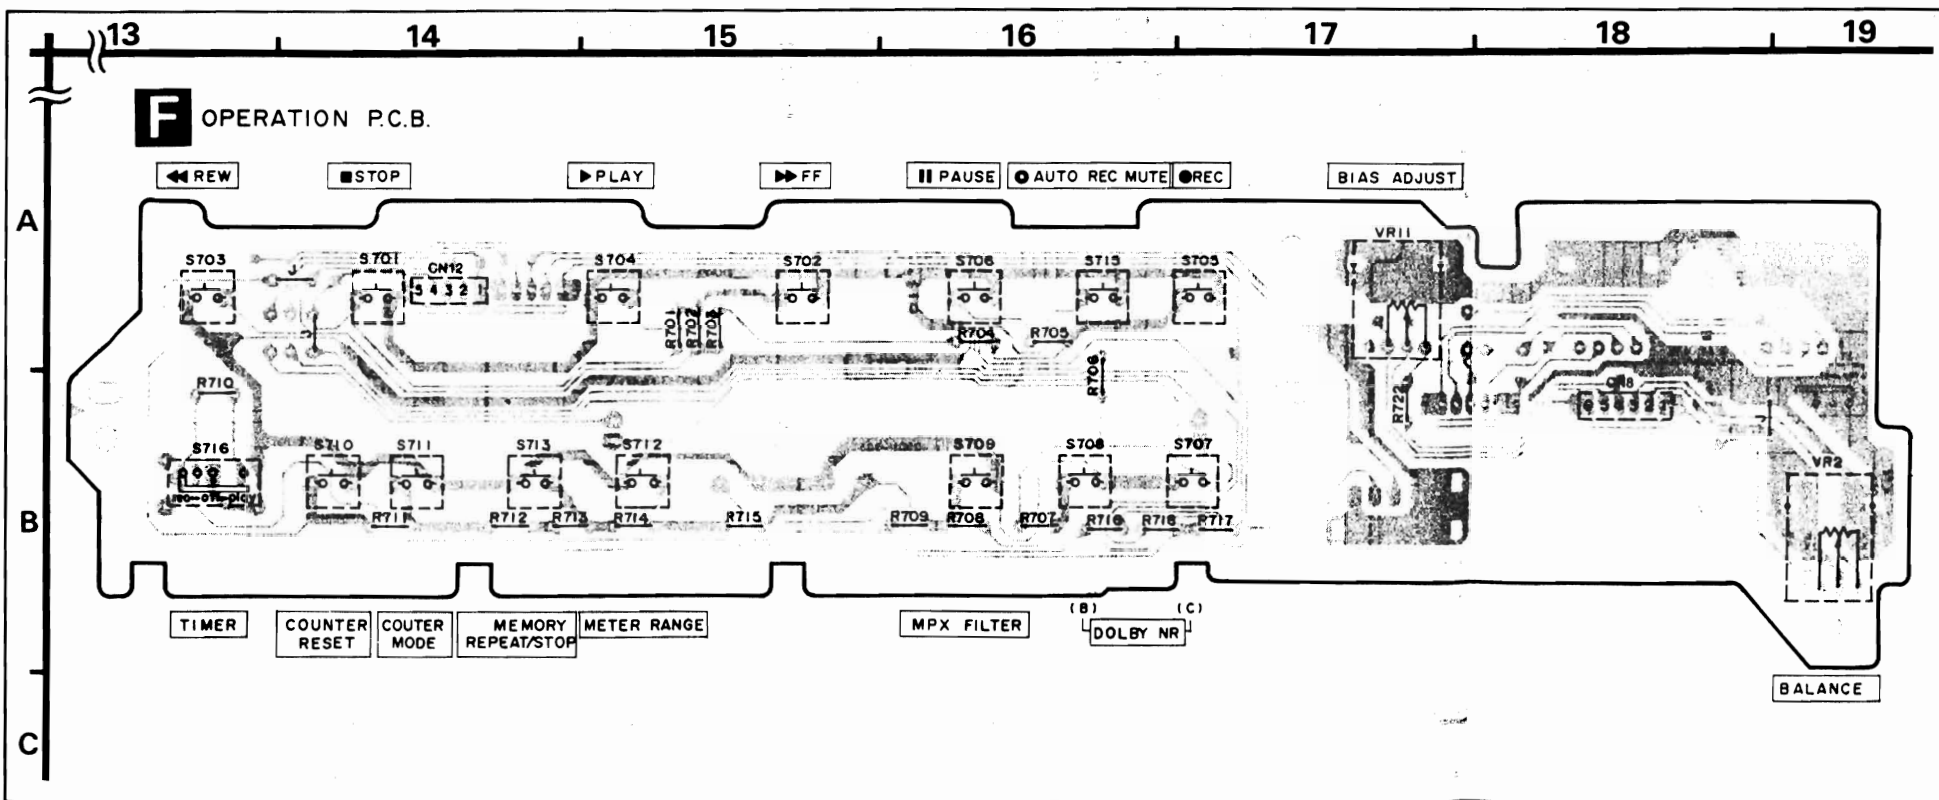 13 14 15 16 17 18 19
F OPERATION P.C.B.
◀◀ REW ■ STOP ▶ PLAY ▶▶ FF ❚❚ PAUSE AUTO REC MUTE ● REC BIAS ADJUST
A
VR11
S703 S701 CN12 S704 S702 S706 S715 S705
5 4 3 2 1
J J
R701 R702 R703 R704 R705
R706
R710 R722 CN8
S716 S710 S711 S713 S712 S709 S708 S707 VR2
B
R711 R712 R713 R714 R715 R709 R708 R707 R716 R718 R717
(B) (C)
TIMER COUNTER RESET COUTER MODE MEMORY REPEAT/STOP METER RANGE MPX FILTER DOLBY NR
BALANCE
C